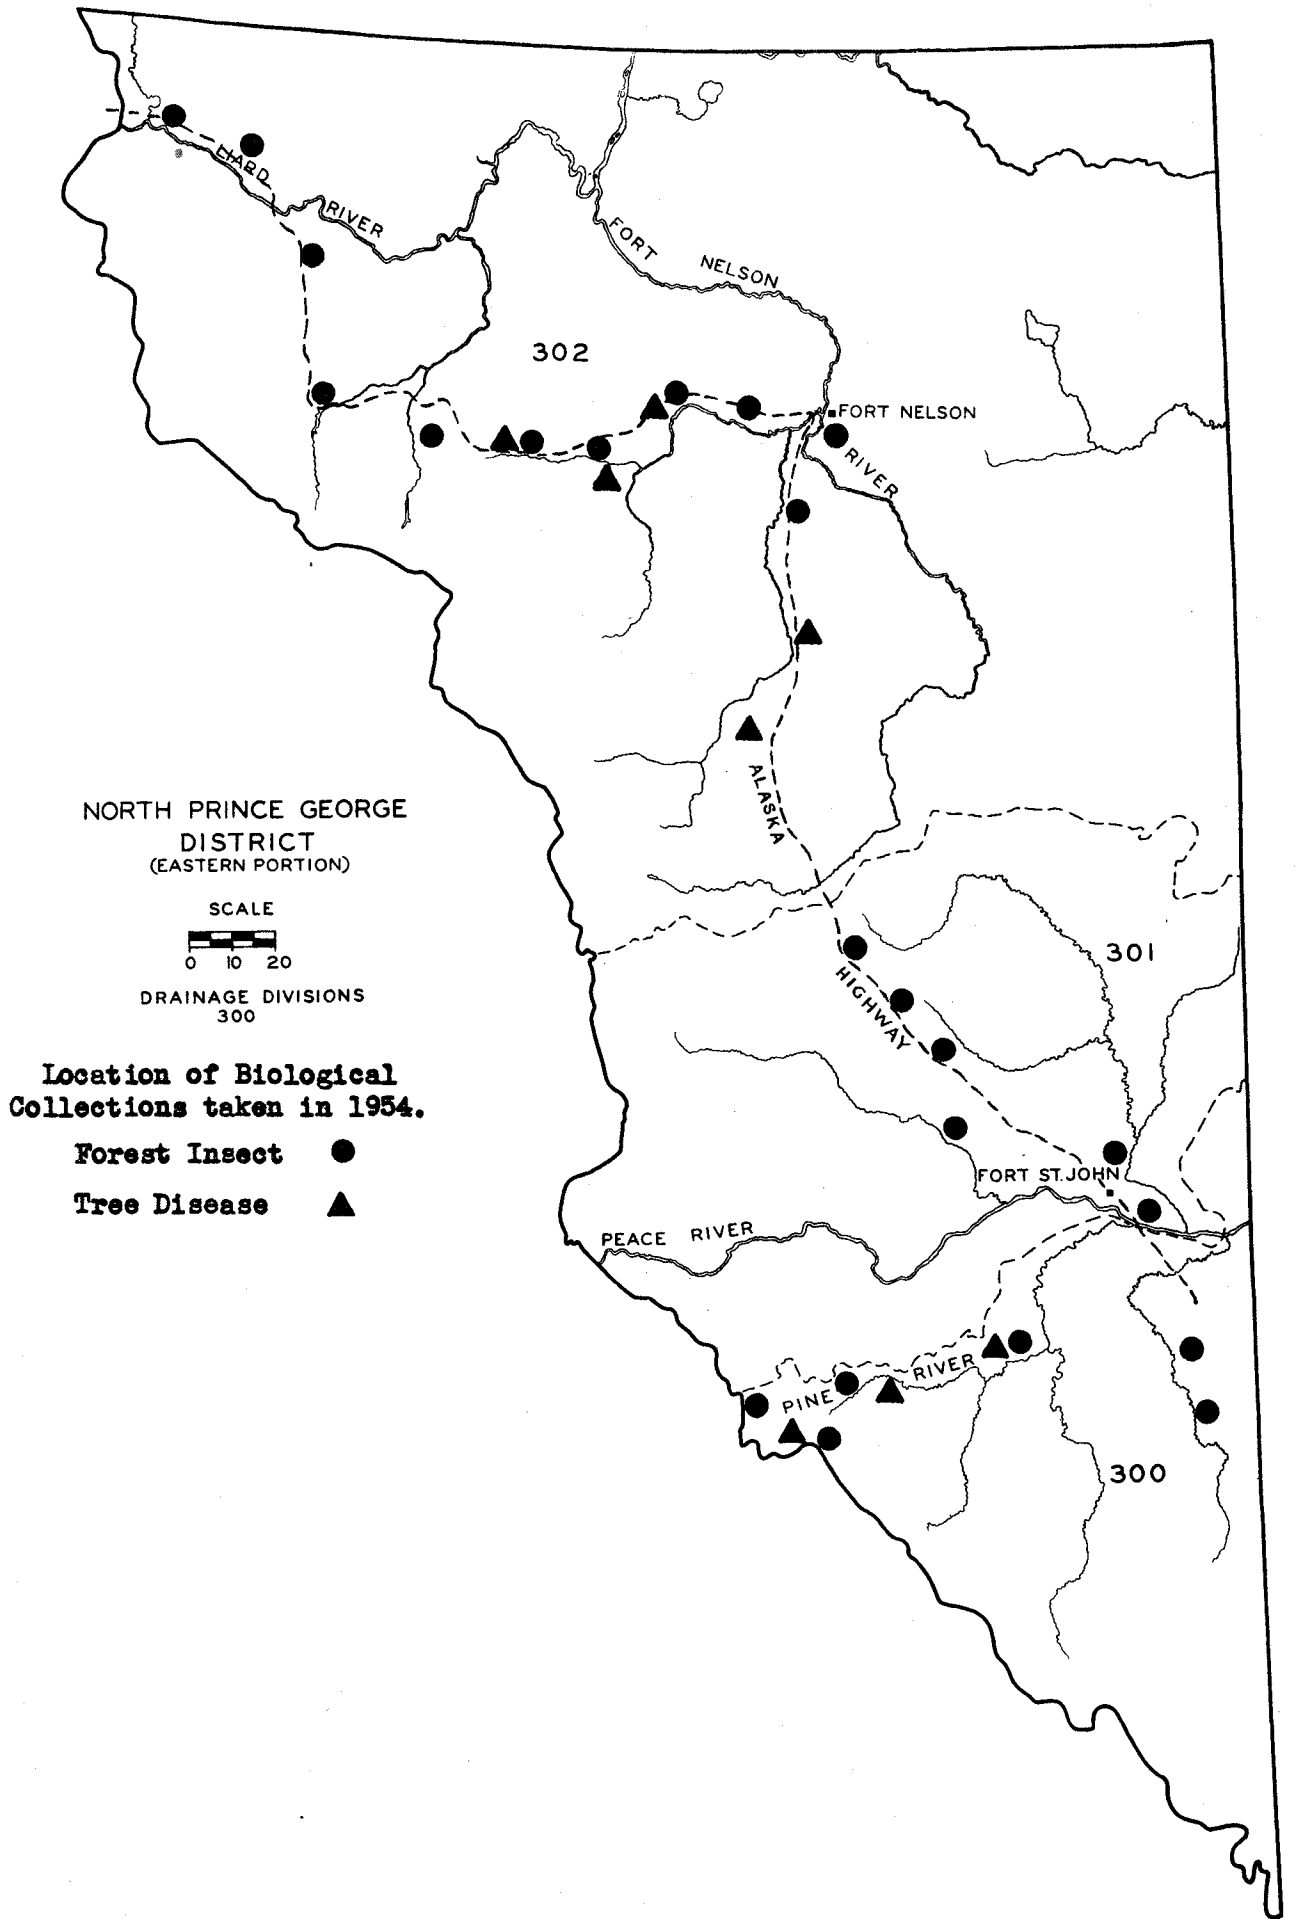 LIARD
RIVER
FORT
NELSON
302
FORT NELSON
RIVER
ALASKA
NORTH PRINCE GEORGE
DISTRICT
(EASTERN PORTION)
SCALE
0 10 20
DRAINAGE DIVISIONS
300
301
HIGHWAY
Location of Biological
Collections taken in 1954.
Forest Insect
Tree Disease
FORT ST. JOHN
PEACE RIVER
PINE RIVER
300